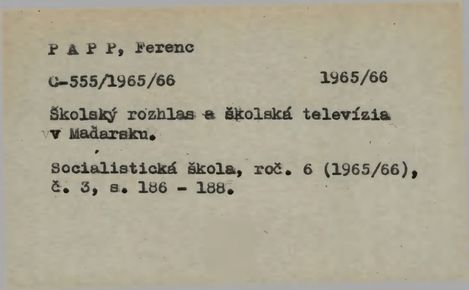 P A P P, Ferenc
C-555/1965/66 1965/66
Školský rozhlas a školská televízia
v Maďarsku.
Socialistická škola, roč. 6 (1965/66),
č. 3, s. 186 - 188.